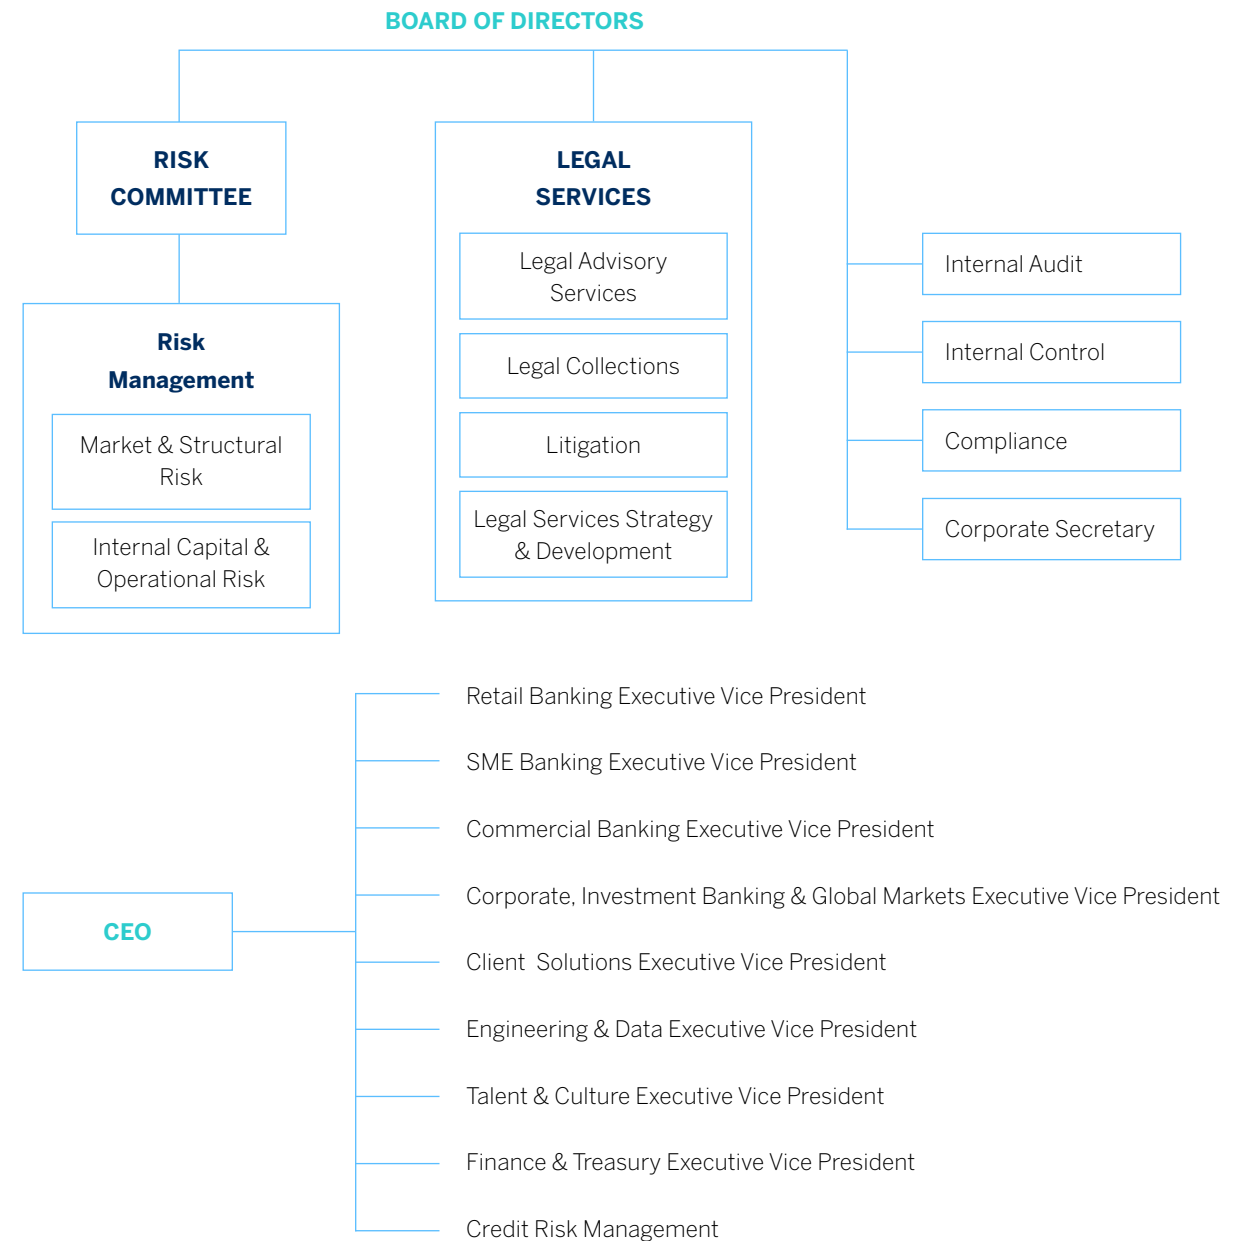 BOARD OF DIRECTORS
RISK
COMMITTEE
Risk
Management
Market & Structural
Risk
Internal Capital &
Operational Risk
LEGAL
SERVICES
Legal Advisory
Services
Legal Collections
Litigation
Legal Services Strategy
& Development
Internal Audit
Internal Control
Compliance
Corporate Secretary
CEO
Retail Banking Executive Vice President
SME Banking Executive Vice President
Commercial Banking Executive Vice President
Corporate, Investment Banking & Global Markets Executive Vice President
Client  Solutions Executive Vice President
Engineering & Data Executive Vice President
Talent & Culture Executive Vice President
Finance & Treasury Executive Vice President
Credit Risk Management